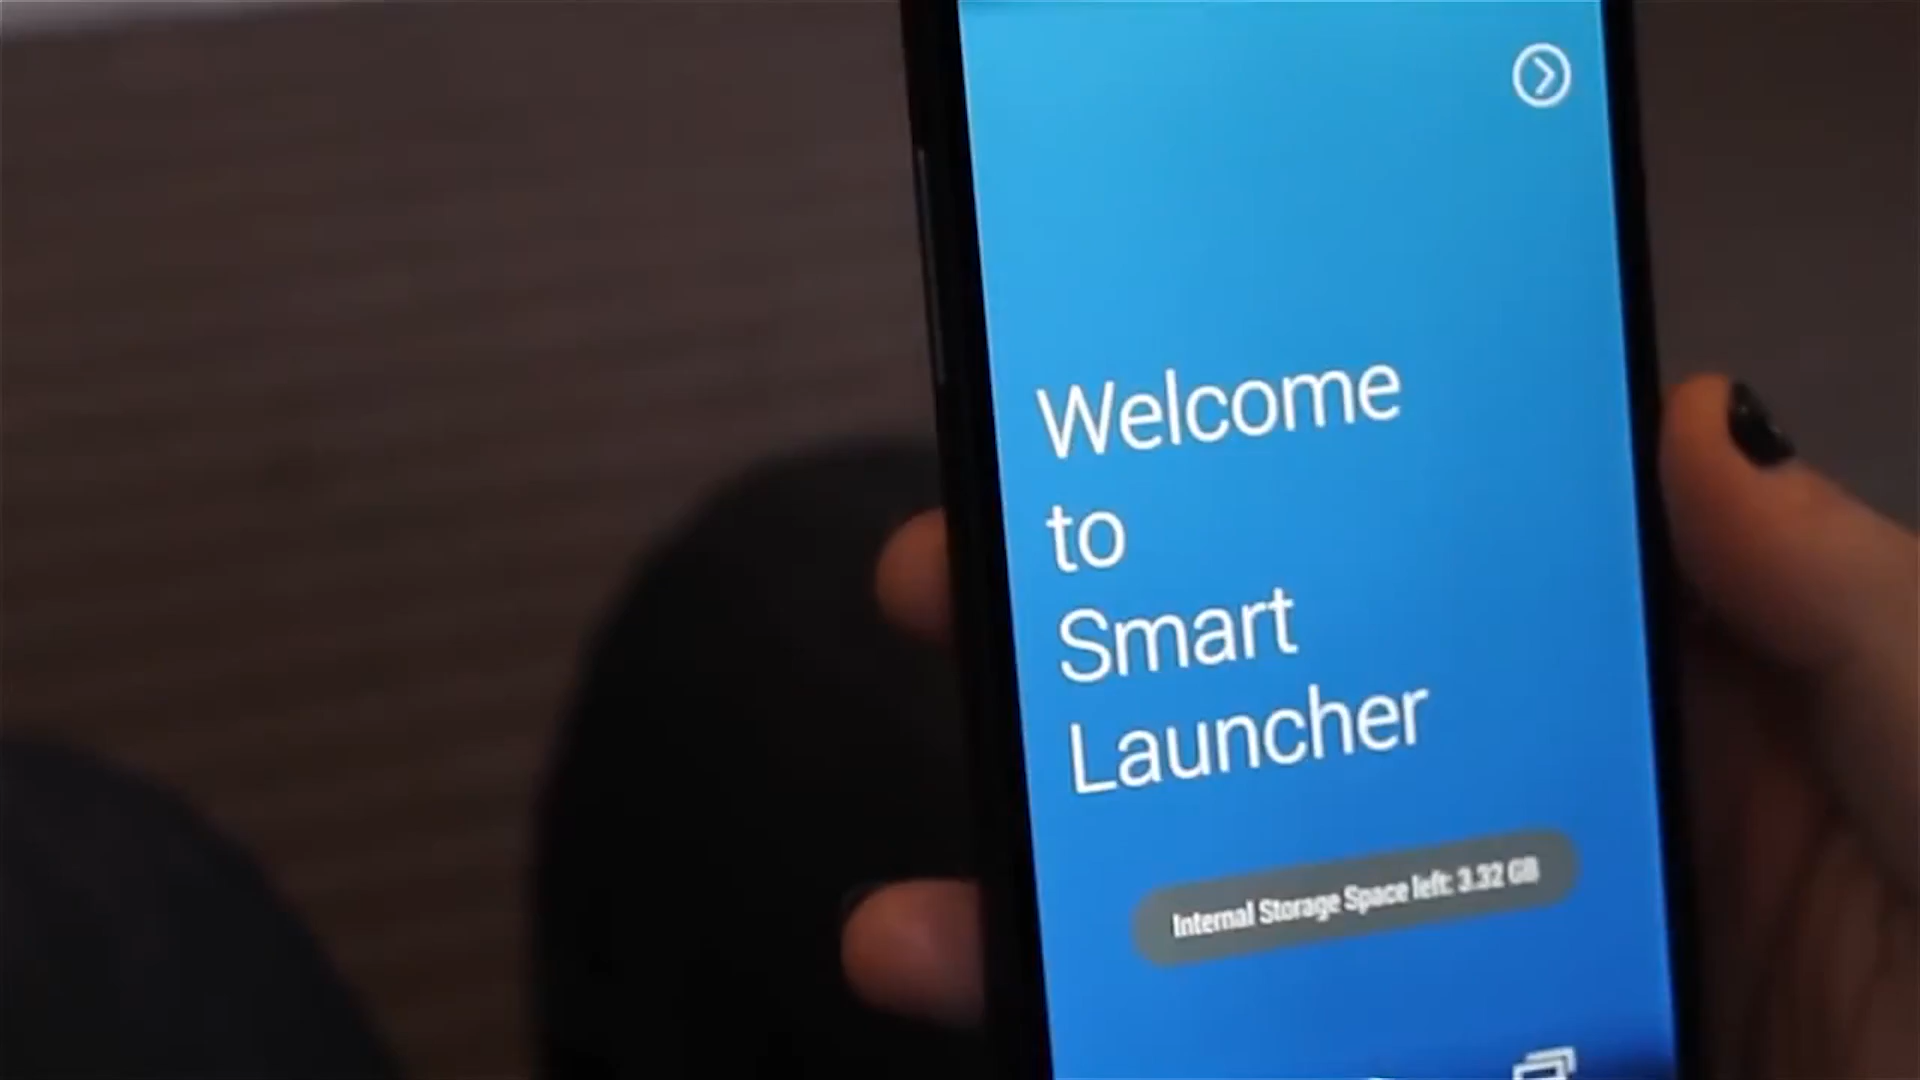 Welcome
to
Smart
Launcher
Internal Storage Space left: 3.32 GB